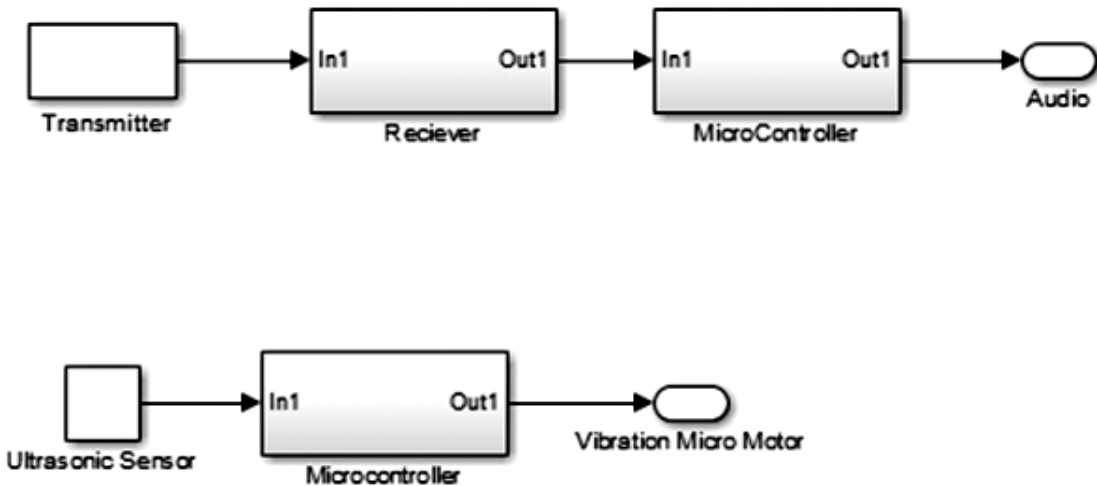 In1 Out1 In1 Out1
Transmitter Reciever MicroController Audio
In1 Out1
Ultrasonic Sensor Microcontroller Vibration Micro Motor